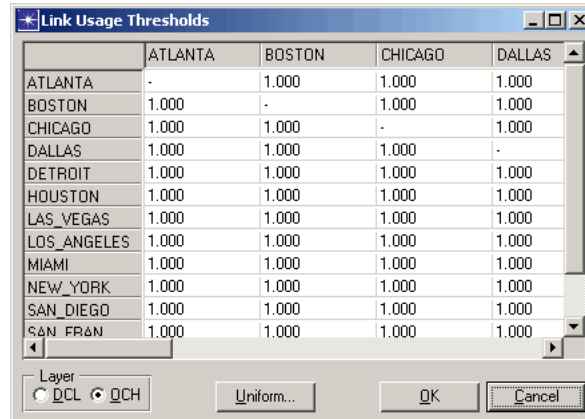 Link Usage Thresholds
ATLANTA BOSTON CHICAGO DALLAS
ATLANTA - 1.000 1.000 1.000
BOSTON 1.000 - 1.000 1.000
CHICAGO 1.000 1.000 - 1.000
DALLAS 1.000 1.000 1.000 -
DETROIT 1.000 1.000 1.000 1.000
HOUSTON 1.000 1.000 1.000 1.000
LAS_VEGAS 1.000 1.000 1.000 1.000
LOS_ANGELES 1.000 1.000 1.000 1.000
MIAMI 1.000 1.000 1.000 1.000
NEW_YORK 1.000 1.000 1.000 1.000
SAN_DIEGO 1.000 1.000 1.000 1.000
SAN_FRAN 1.000 1.000 1.000 1.000
Layer
DCL OCH Uniform... OK Cancel